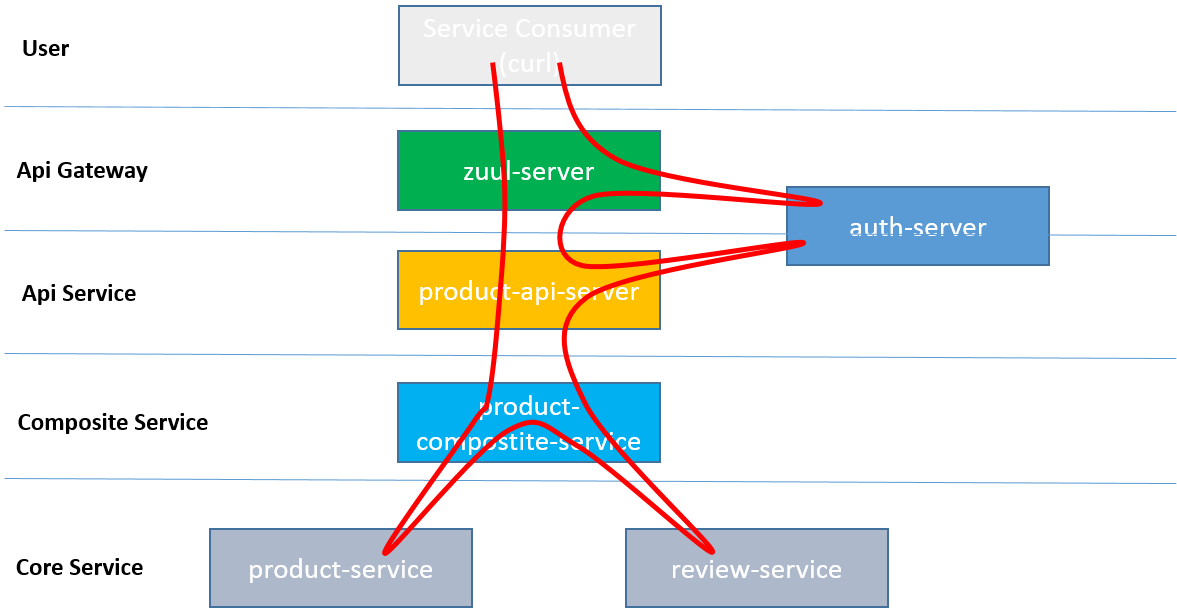 User
Service Consumer
(curl)
Api Gateway
zuul-server
auth-server
Api Service
product-api-server
Composite Service
product-
compostite-service
Core Service
product-service
review-service